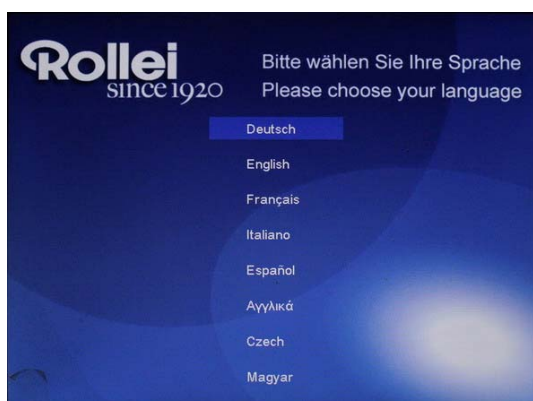 Rollei
since 1920
Bitte wählen Sie Ihre Sprache
Please choose your language
Deutsch
English
Français
Italiano
Español
Αγγλικά
Czech
Magyar